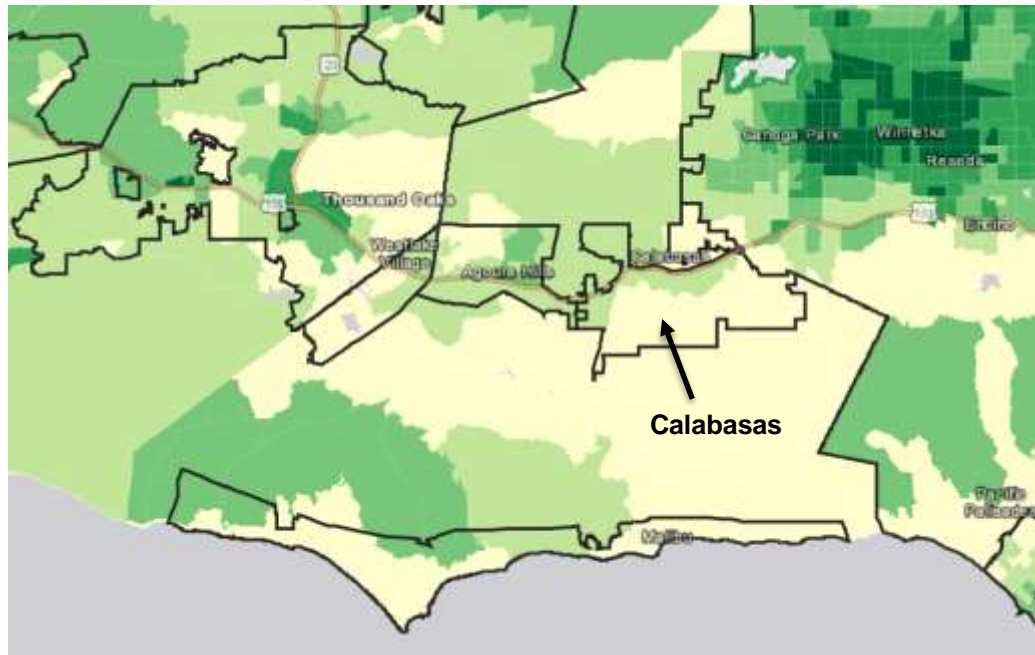 23
Canoga Park
Winnetka
Reseda
Thousand Oaks
101
101
Encino
Westlake
Village
Agoura Hills
Calabasas
Calabasas
Pacific
Palisades
Malibu